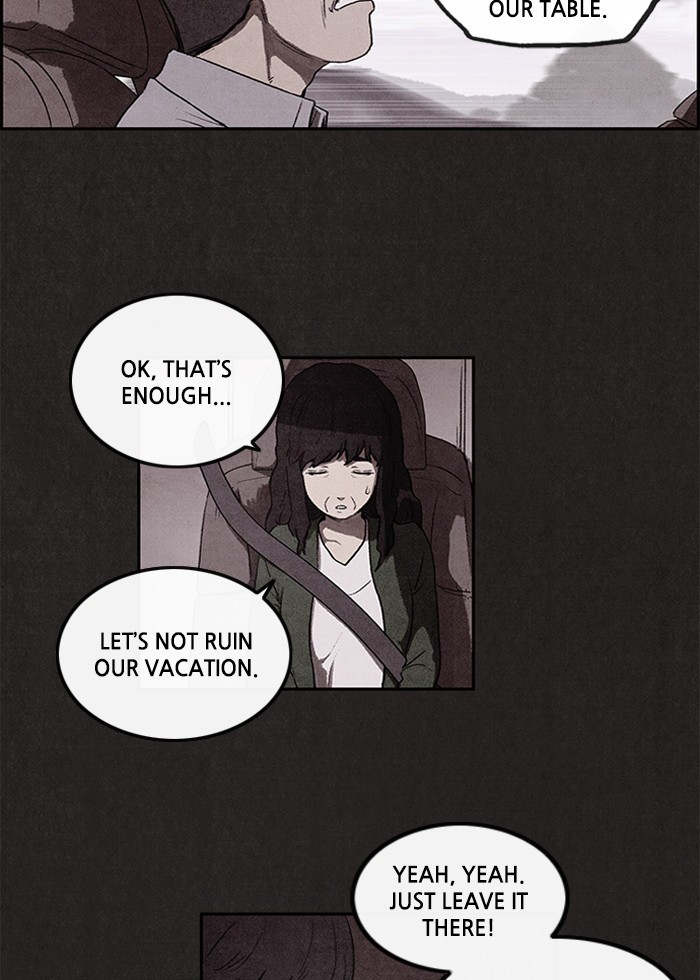 OUR TABLE.
OK, THAT'S
ENOUGH...
LET'S NOT RUIN
OUR VACATION.
YEAH, YEAH.
JUST LEAVE IT
THERE!